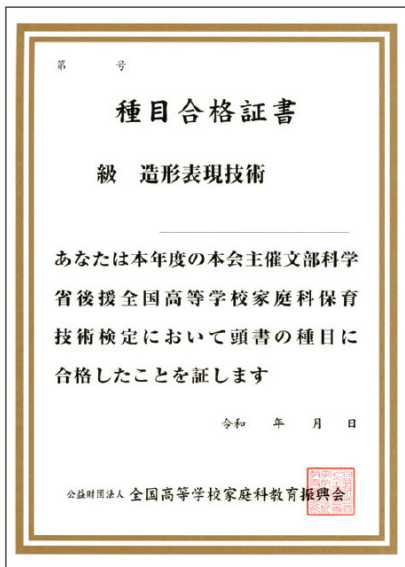 第　号
種目合格証書
級　造形表現技術
あなたは本年度の本会主催文部科学
省後援全国高等学校家庭科保育
技術検定において頭書の種目に
合格したことを証します
令和　年　月　日
公益財団法人 全国高等学校家庭科教育振興会